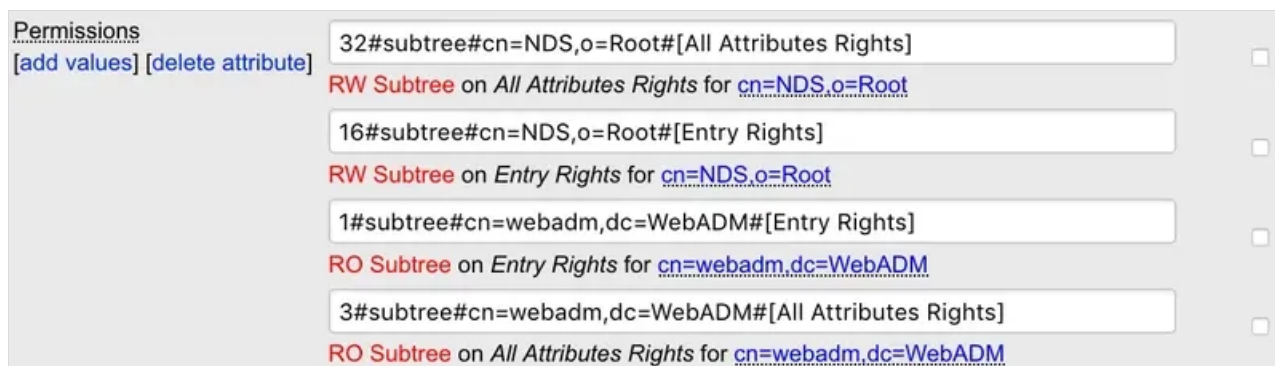 Permissions
[add values] [delete attribute]
32#subtree#cn=NDS,o=Root#[All Attributes Rights]
RW Subtree on All Attributes Rights for cn=NDS,o=Root
16#subtree#cn=NDS,o=Root#[Entry Rights]
RW Subtree on Entry Rights for cn=NDS,o=Root
1#subtree#cn=webadm,dc=WebADM#[Entry Rights]
RO Subtree on Entry Rights for cn=webadm,dc=WebADM
3#subtree#cn=webadm,dc=WebADM#[All Attributes Rights]
RO Subtree on All Attributes Rights for cn=webadm,dc=WebADM